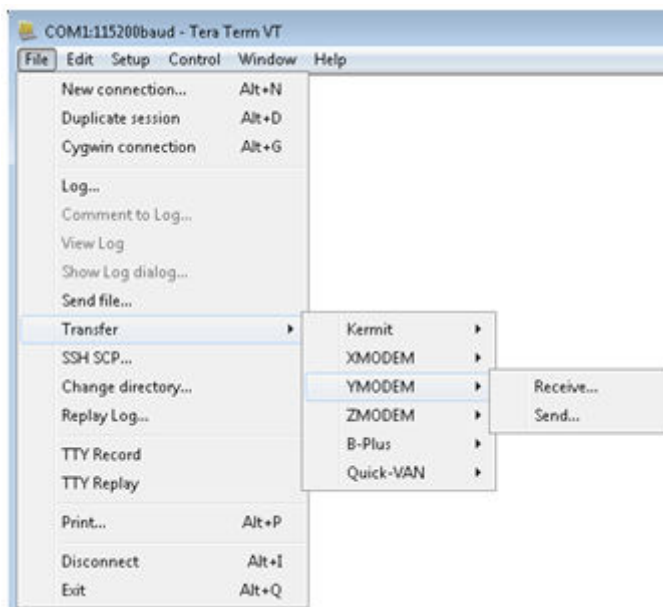 COM1:115200baud - Tera Term VT
File Edit Setup Control Window Help
New connection... Alt+N
Duplicate session Alt+D
Cygwin connection Alt+G
Log...
Comment to Log...
View Log
Show Log dialog...
Send file...
Transfer
SSH SCP...
Change directory...
Replay Log...
TTY Record
TTY Replay
Print... Alt+P
Disconnect Alt+I
Exit Alt+Q
Kermit
XMODEM
YMODEM
ZMODEM
B-Plus
Quick-VAN
Receive...
Send...